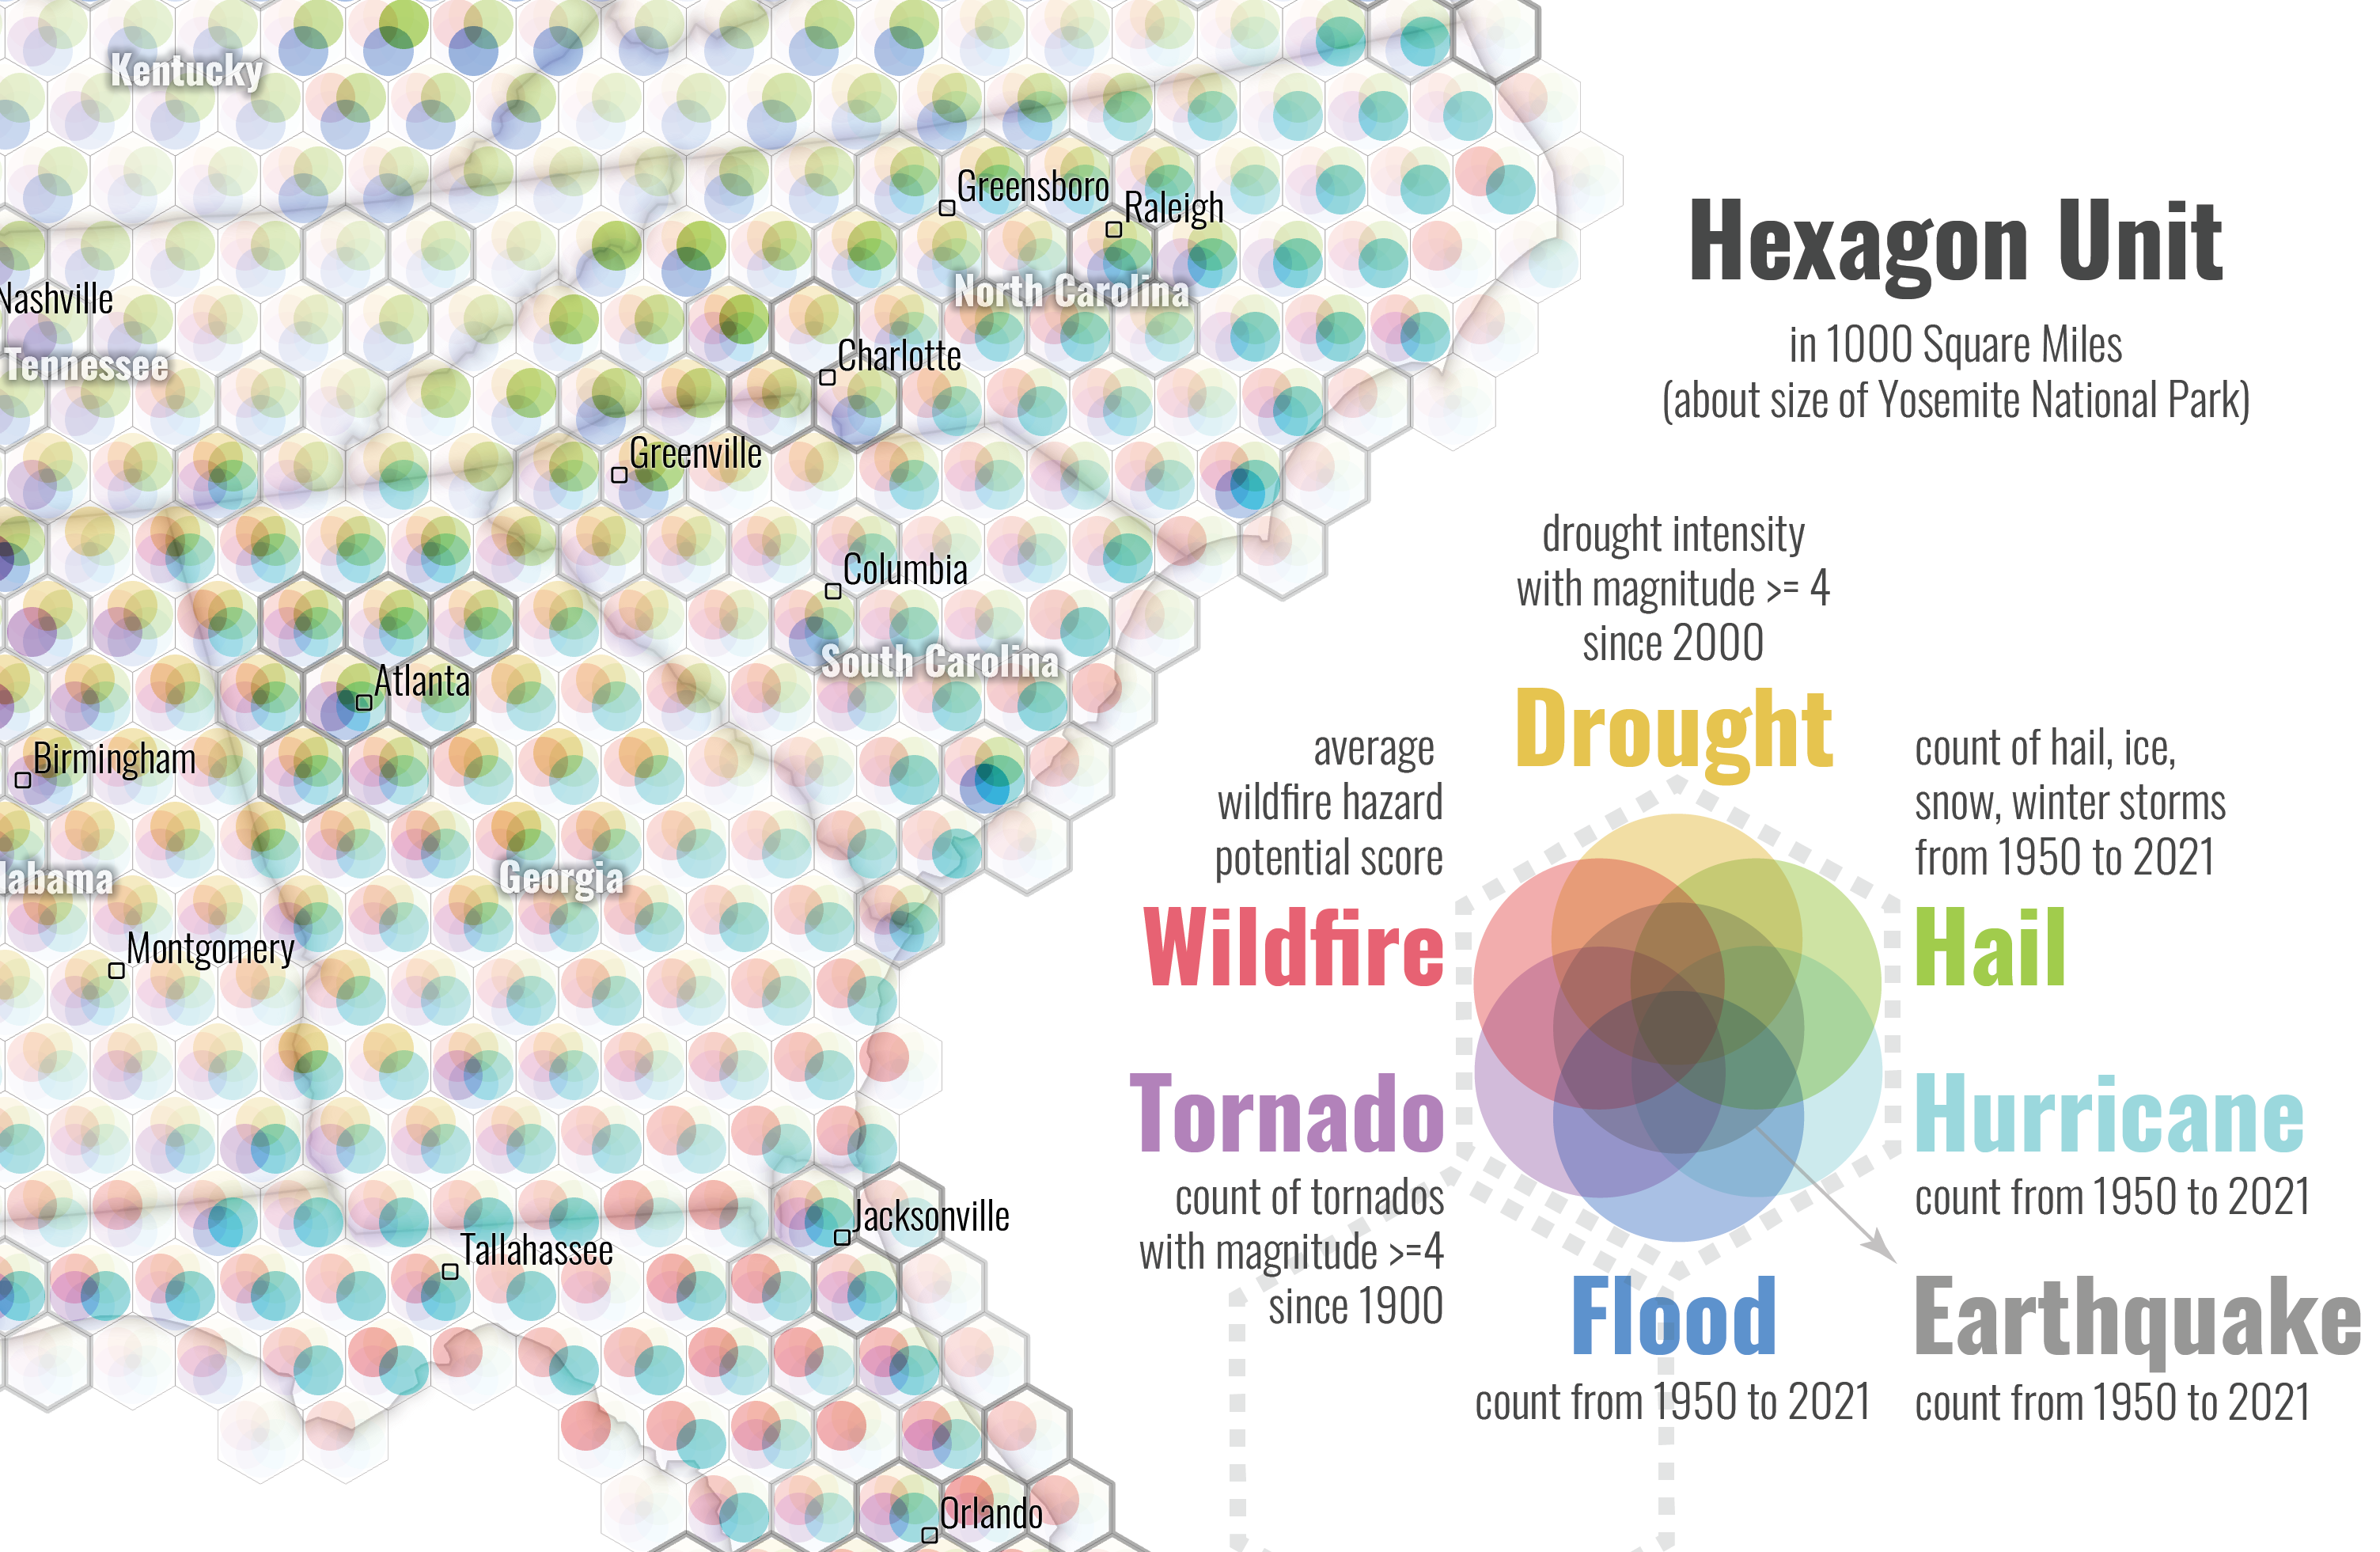 Kentucky
Greensboro
Raleigh
North Carolina
Nashville
Tennessee
Charlotte
Greenville
Columbia
South Carolina
Atlanta
Birmingham
labama
Georgia
Montgomery
Jacksonville
Tallahassee
Orlando
Hexagon Unit
in 1000 Square Miles
(about size of Yosemite National Park)
drought intensity
with magnitude >= 4
since 2000
Drought
average
wildfire hazard
potential score
Wildfire
count of hail, ice,
snow, winter storms
from 1950 to 2021
Hail
Tornado
count of tornados
with magnitude >=4
since 1900
Hurricane
count from 1950 to 2021
Flood
count from 1950 to 2021
Earthquake
count from 1950 to 2021